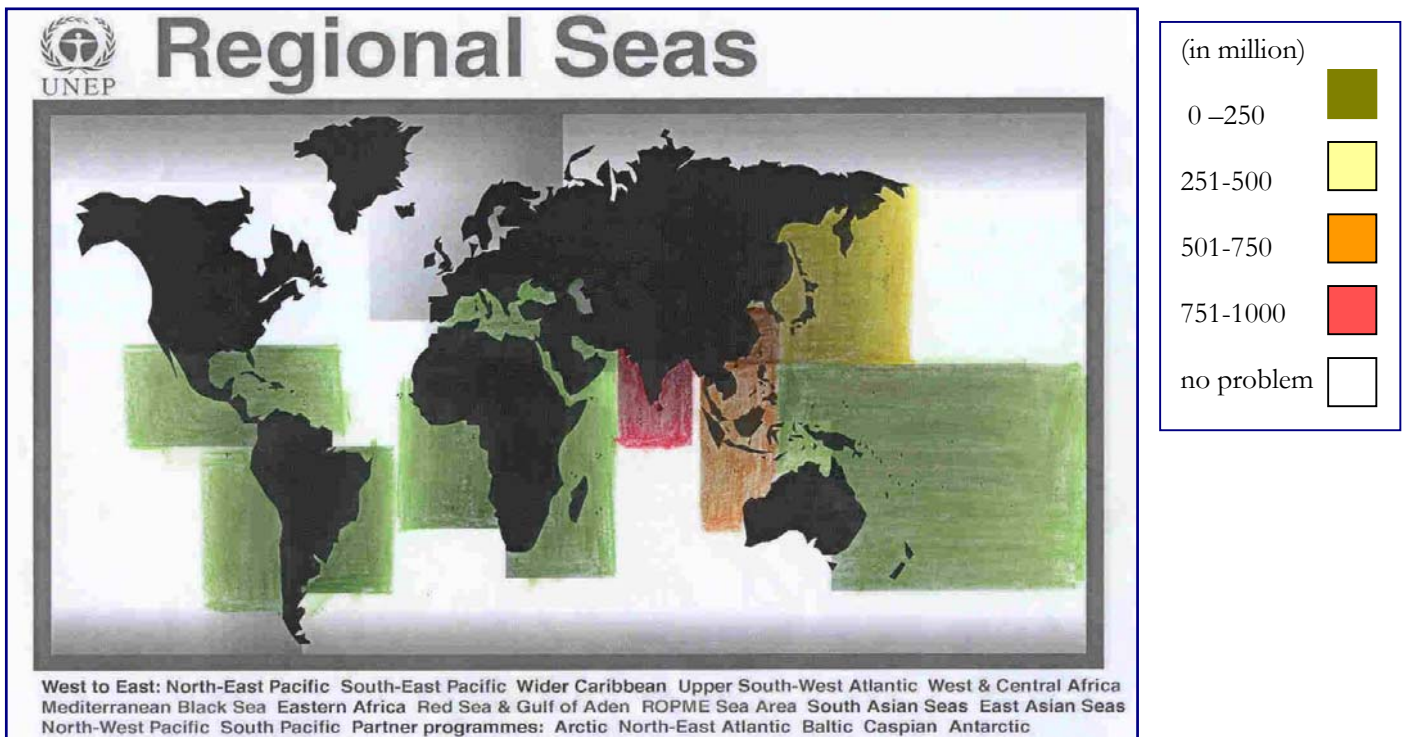 Regional Seas
UNEP
West to East: North-East Pacific South-East Pacific Wider Caribbean Upper South-West Atlantic West & Central Africa
Mediterranean Black Sea Eastern Africa Red Sea & Gulf of Aden ROPME Sea Area South Asian Seas East Asian Seas
North-West Pacific South Pacific Partner programmes: Arctic North-East Atlantic Baltic Caspian Antarctic
(in million)
0 –250
251-500
501-750
751-1000
no problem